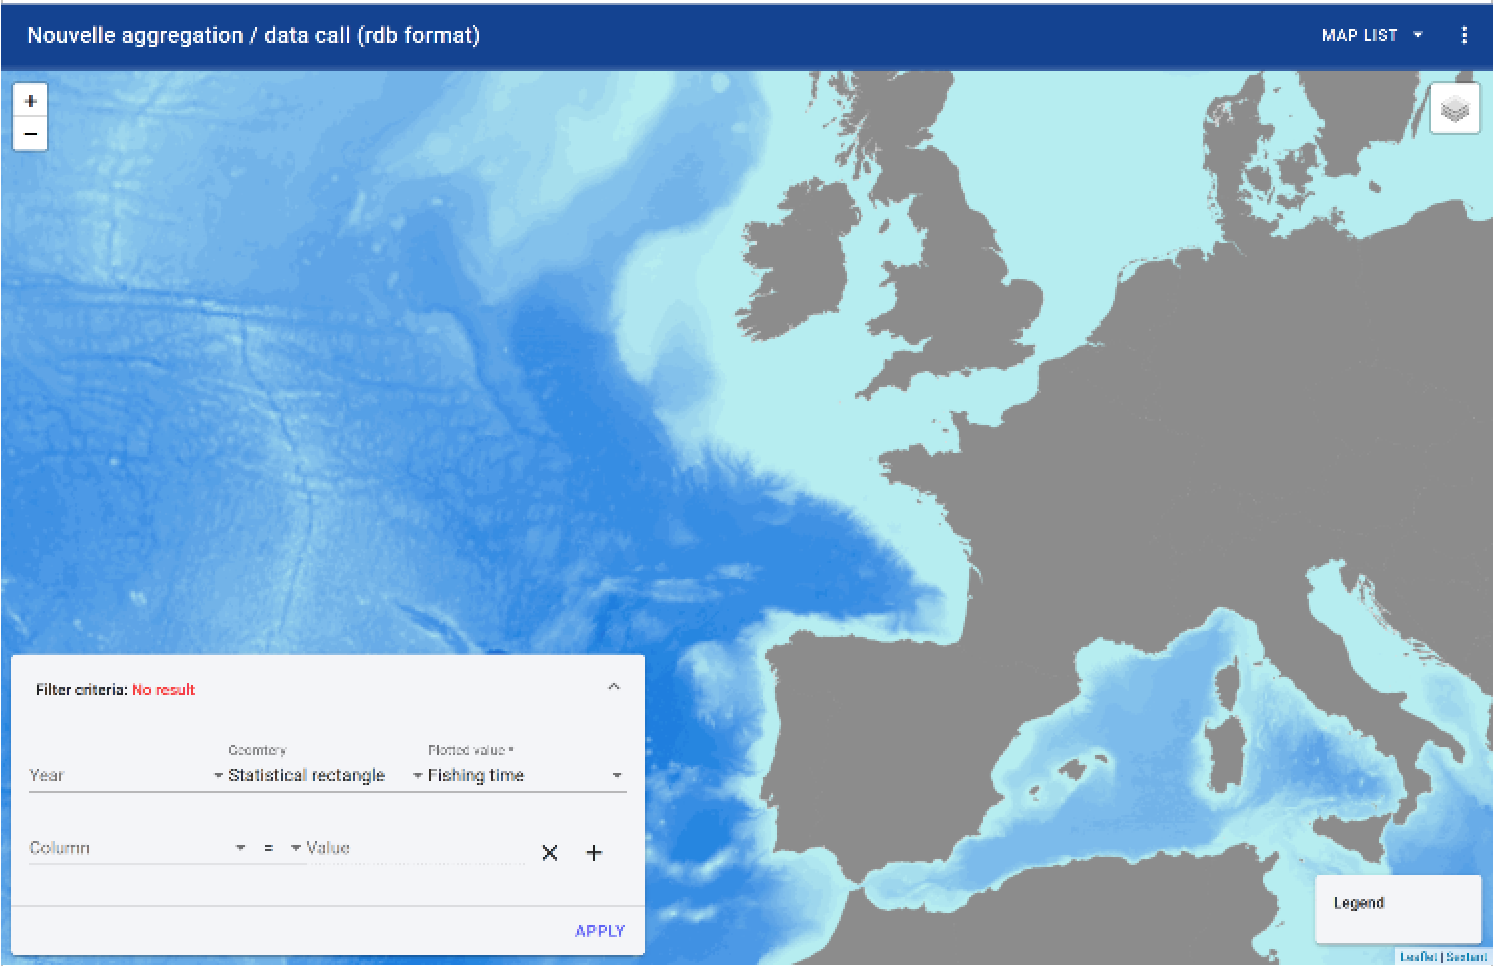 Nouvelle aggregation / data call (rdb format)
MAP LIST
+
−
Filter criteria: No result
Geomtery
Plotted value *
Year
Statistical rectangle
Fishing time
Column
=
Value
APPLY
Legend
Leaflet | Sextant